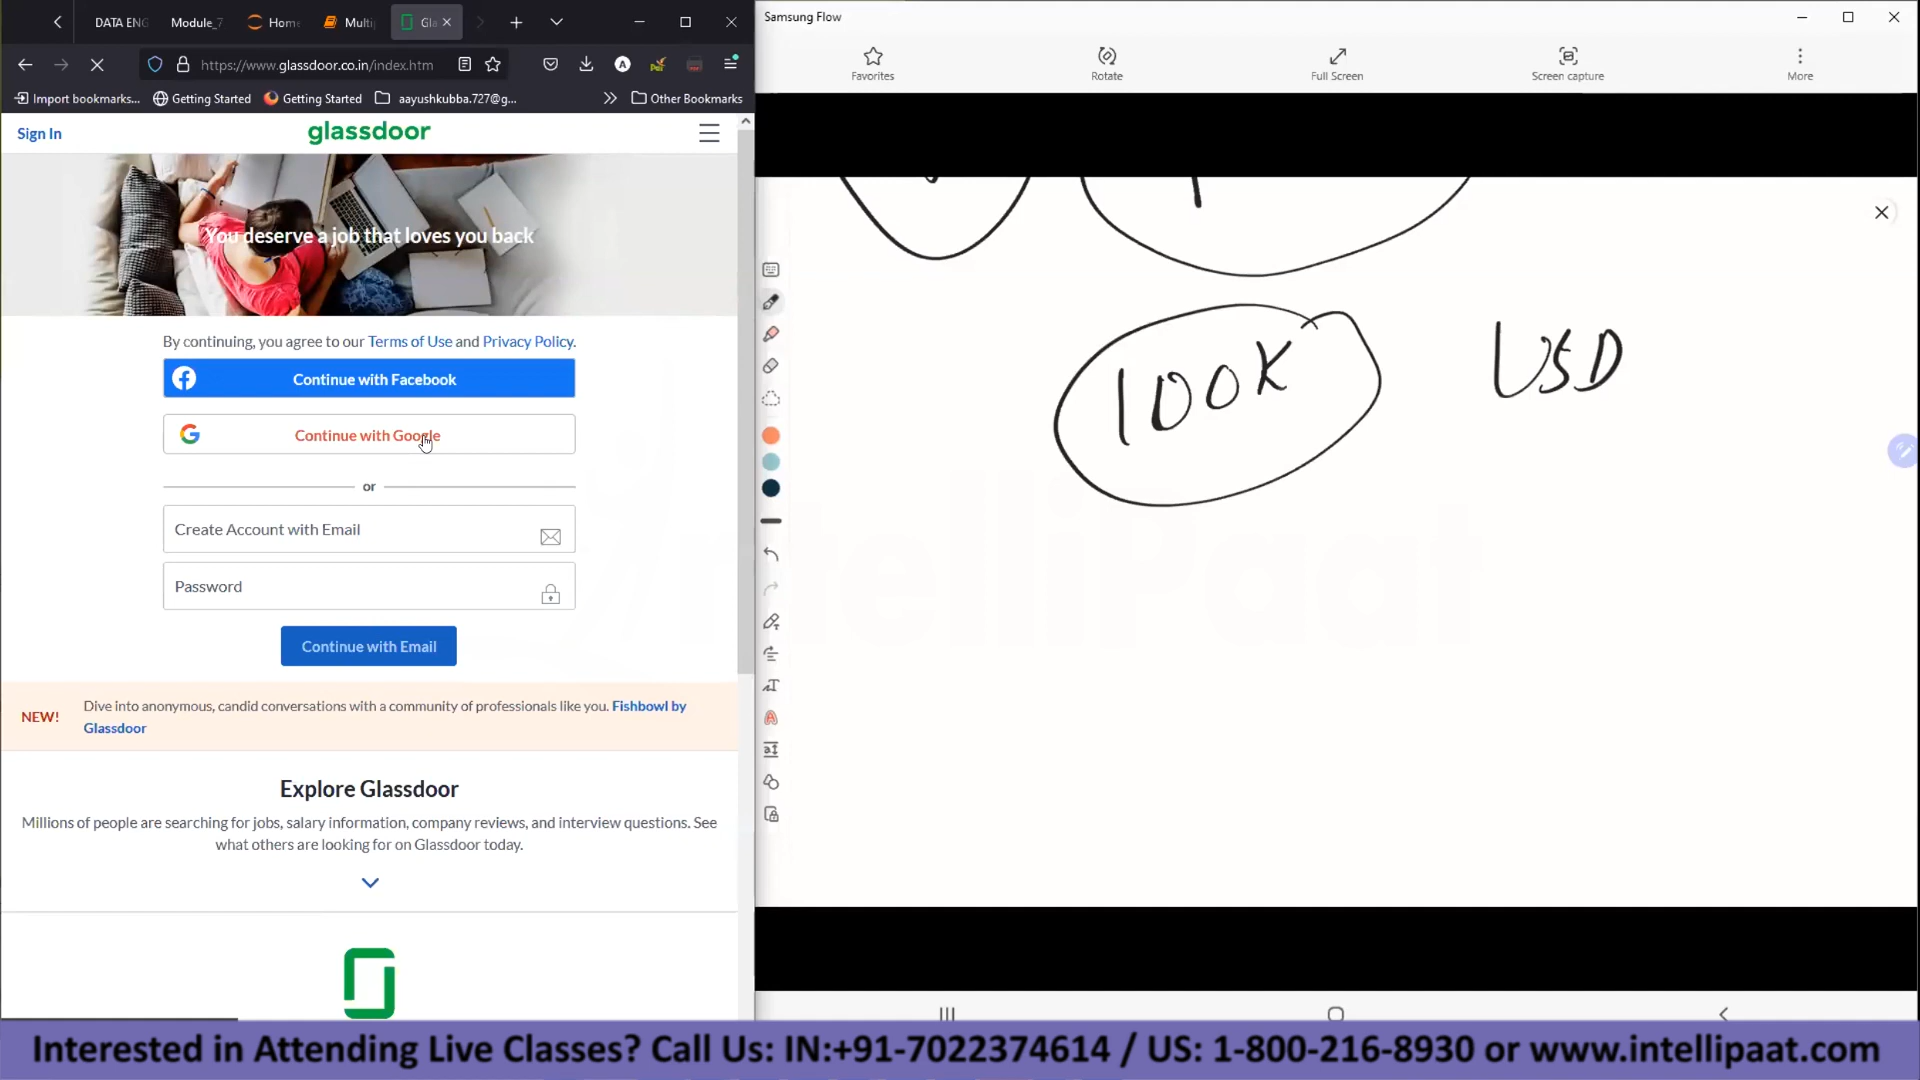 DATA ENG
Module_7
Home
Multip
Gla
https://www.glassdoor.co.in/index.htm
Import bookmarks...
Getting Started
Getting Started
aayushkubba.727@g...
Other Bookmarks
Sign In
glassdoor
You deserve a job that loves you back
By continuing, you agree to our Terms of Use and Privacy Policy.
Continue with Facebook
Continue with Google
or
Create Account with Email
Password
Continue with Email
NEW!
Dive into anonymous, candid conversations with a community of professionals like you. Fishbowl by
Glassdoor
Explore Glassdoor
Millions of people are searching for jobs, salary information, company reviews, and interview questions. See
what others are looking for on Glassdoor today.
Samsung Flow
Favorites
Rotate
Full Screen
Screen capture
More
100K USD
IntelliPaat
Interested in Attending Live Classes? Call Us: IN:+91-7022374614 / US: 1-800-216-8930 or www.intellipaat.com